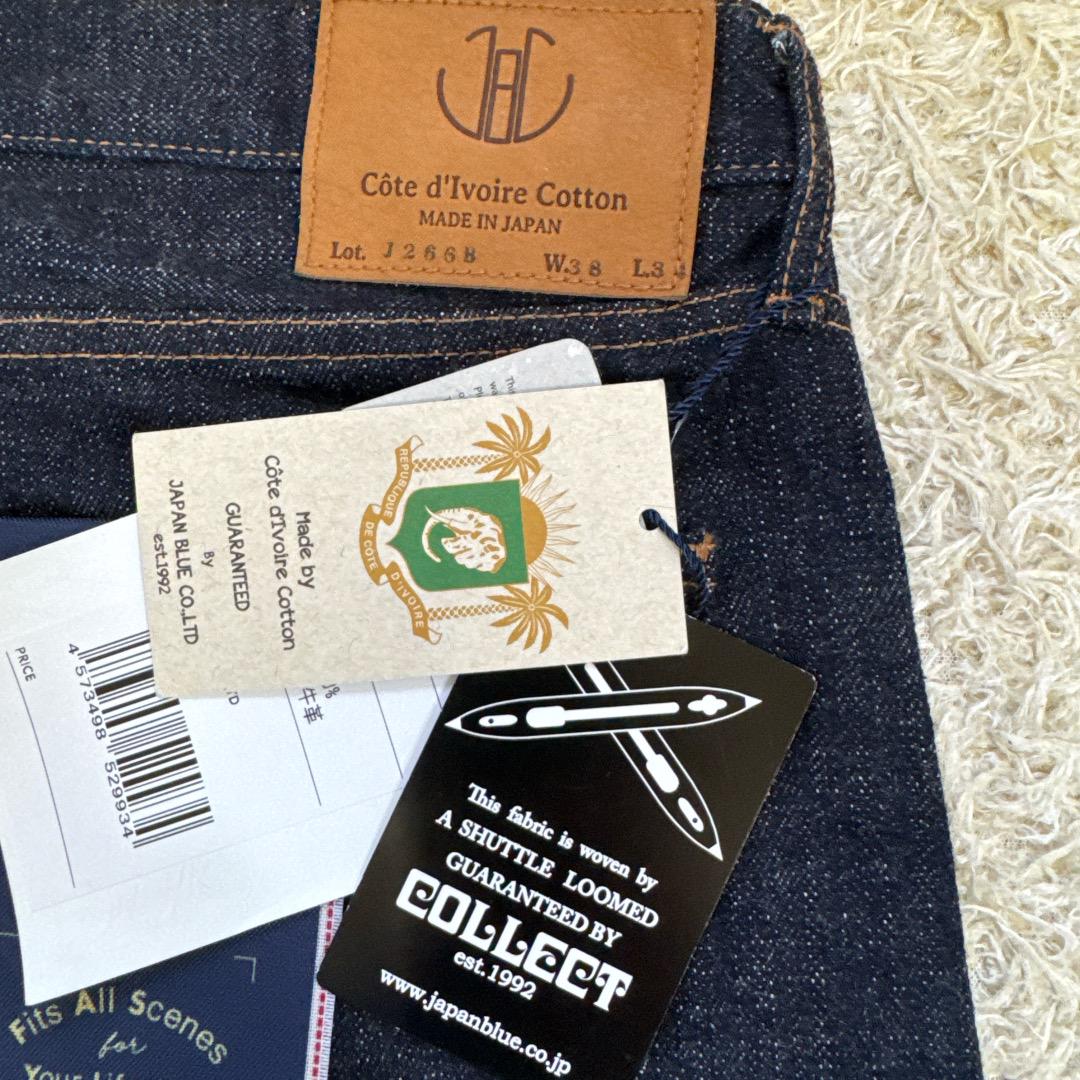 Côte d'Ivoire Cotton
MADE IN JAPAN
Lot. J266B W.38 L.34
REPUBLIQUE
DE CÔTE
D'IVOIRE
Made by
Côte d'Ivoire Cotton
GUARANTEED
By
JAPAN BLUE CO.,LTD
est.1992
PRICE
4 573498 529934
牛革
This fabric is woven by
A SHUTTLE LOOMED
GUARANTEED BY
COLLECT
est.1992
www.japanblue.co.jp
Fits All Scenes
for
Your